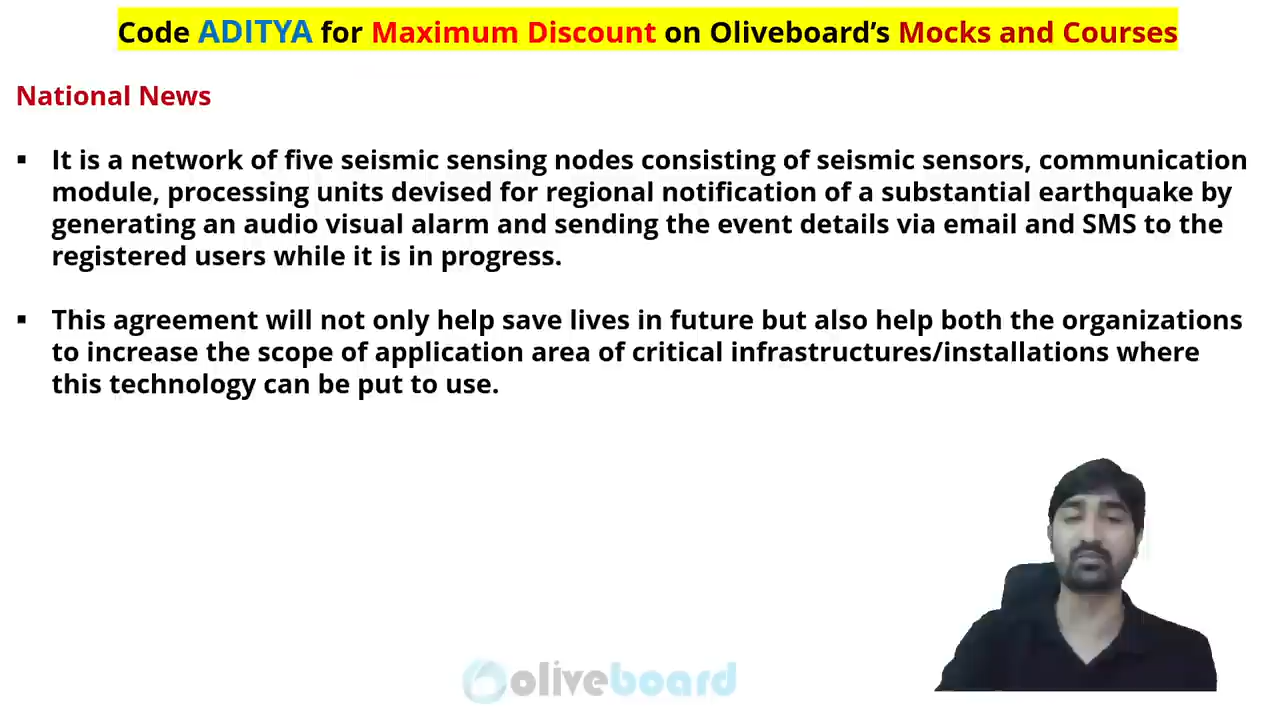 Code ADITYA for Maximum Discount on Oliveboard’s Mocks and Courses
National News
▪ It is a network of five seismic sensing nodes consisting of seismic sensors, communication
module, processing units devised for regional notification of a substantial earthquake by
generating an audio visual alarm and sending the event details via email and SMS to the
registered users while it is in progress.
▪ This agreement will not only help save lives in future but also help both the organizations
to increase the scope of application area of critical infrastructures/installations where
this technology can be put to use.
oliveboard